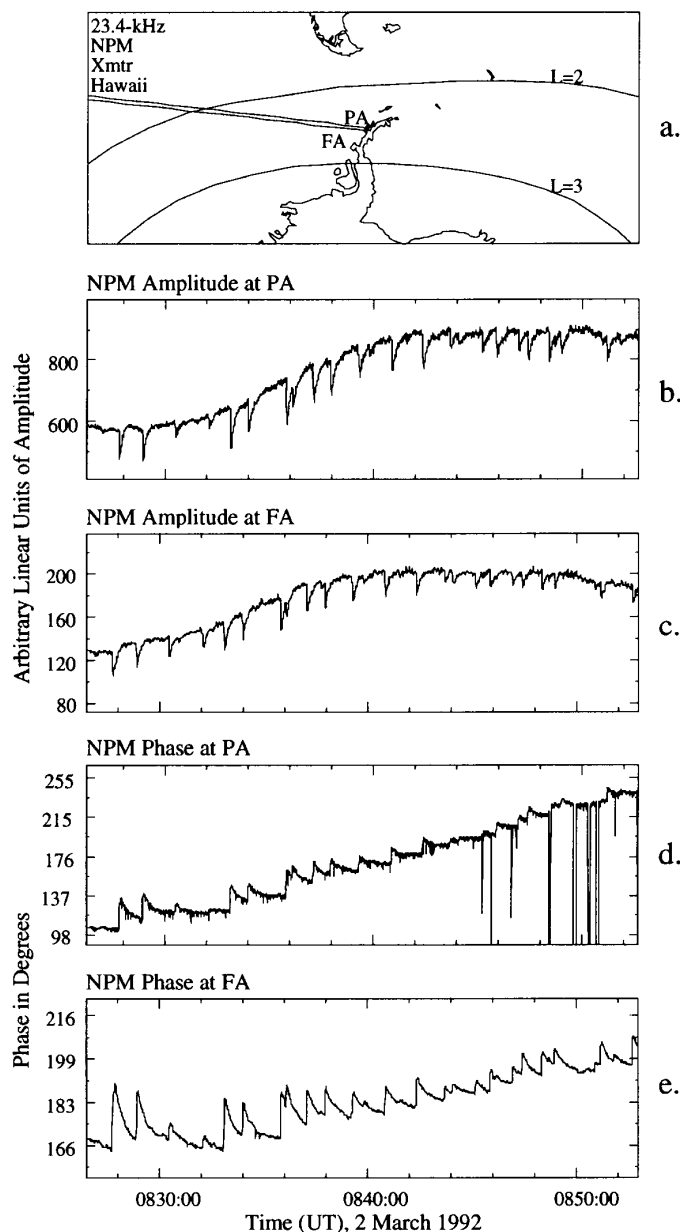 23.4-kHz
NPM
Xmtr
Hawaii
L=2
PA
FA
L=3
a.
NPM Amplitude at PA
800
600
b.
Arbitrary Linear Units of Amplitude
NPM Amplitude at FA
200
160
120
80
c.
NPM Phase at PA
255
215
176
137
98
d.
Phase in Degrees
NPM Phase at FA
216
199
183
166
e.
0830:00 0840:00 0850:00
Time (UT), 2 March 1992